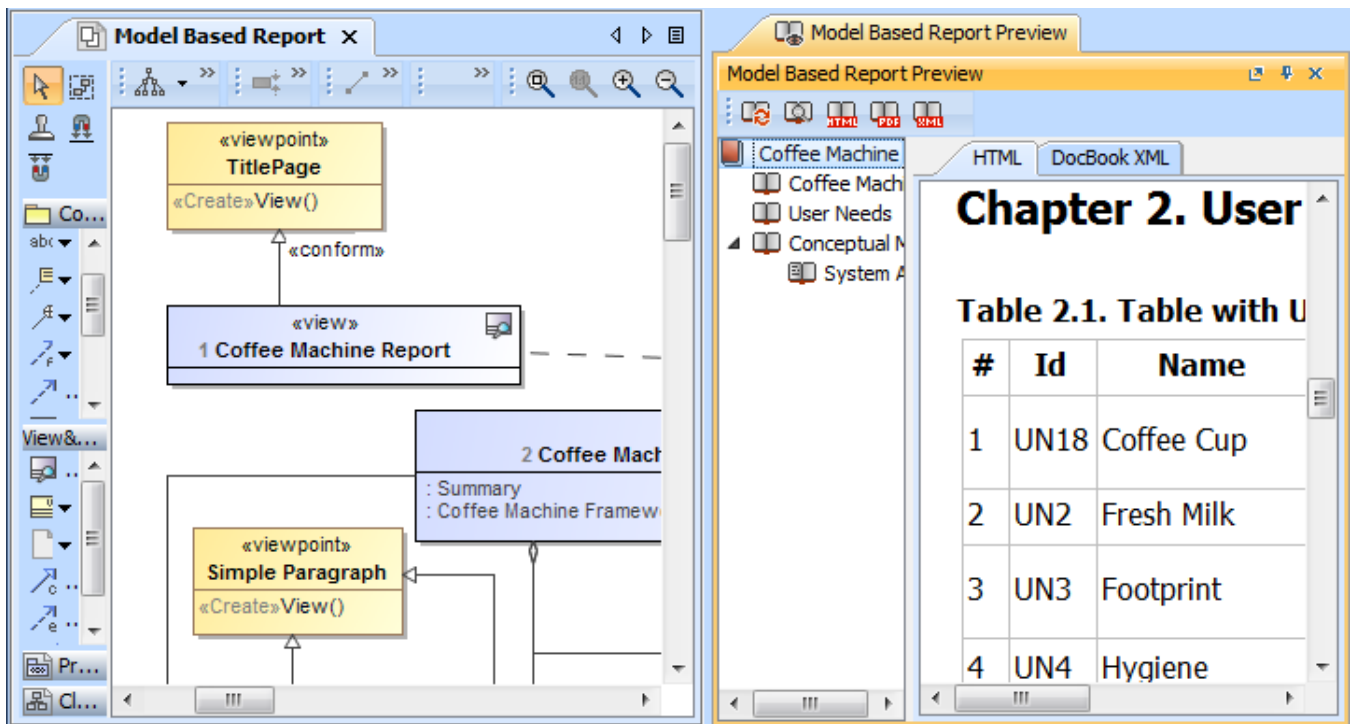 Model Based Report
«viewpoint»
TitlePage
«Create»View()
«conform»
«view»
1 Coffee Machine Report
2 Coffee Mach
: Summary
: Coffee Machine Framew
«viewpoint»
Simple Paragraph
«Create»View()
Co...
abc
View&...
Pr...
Cl...
Model Based Report Preview
Model Based Report Preview
HTML PDF XML
Coffee Machine
Coffee Mach
User Needs
Conceptual M
System A
HTML DocBook XML
Chapter 2. User
Table 2.1. Table with U
# Id Name
1 UN18 Coffee Cup
2 UN2 Fresh Milk
3 UN3 Footprint
4 UN4 Hygiene